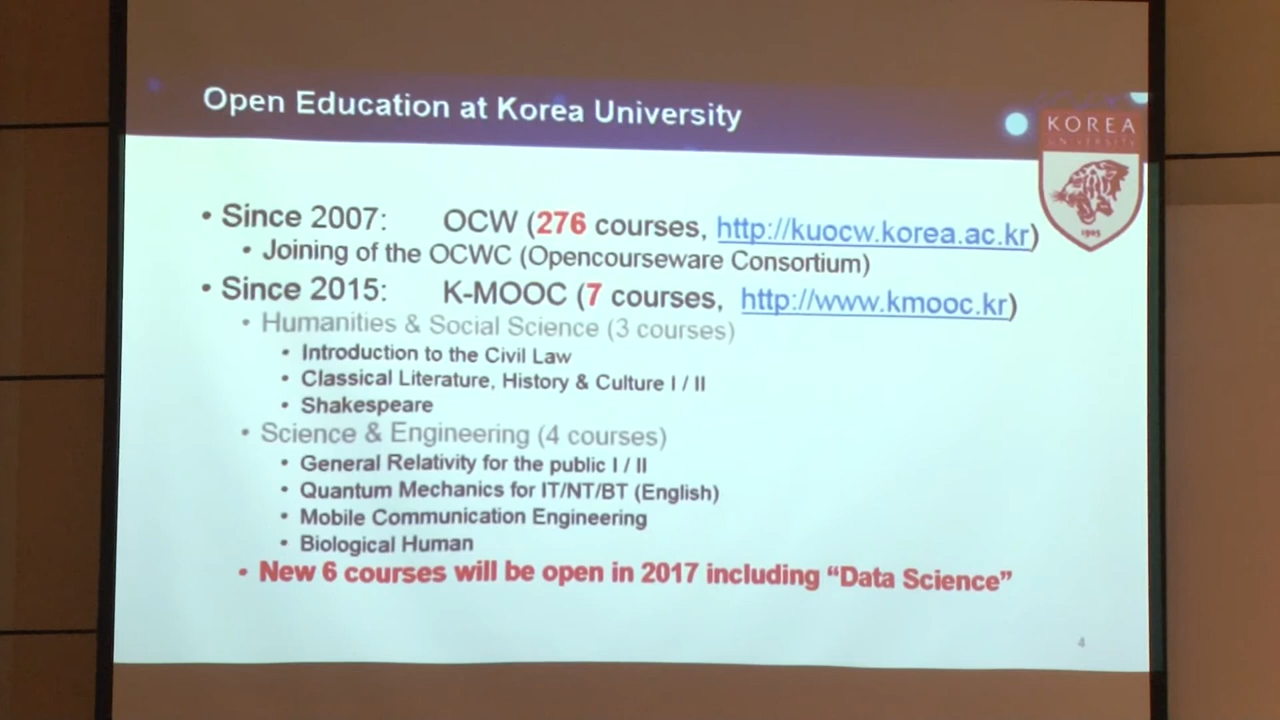 Open Education at Korea University
KOREA
UNIVERSITY
1905
• Since 2007: OCW (276 courses, http://kuocw.korea.ac.kr)
• Joining of the OCWC (Opencourseware Consortium)
• Since 2015: K-MOOC (7 courses, http://www.kmooc.kr)
• Humanities & Social Science (3 courses)
• Introduction to the Civil Law
• Classical Literature, History & Culture I / II
• Shakespeare
• Science & Engineering (4 courses)
• General Relativity for the public I / II
• Quantum Mechanics for IT/NT/BT (English)
• Mobile Communication Engineering
• Biological Human
• New 6 courses will be open in 2017 including “Data Science”
4